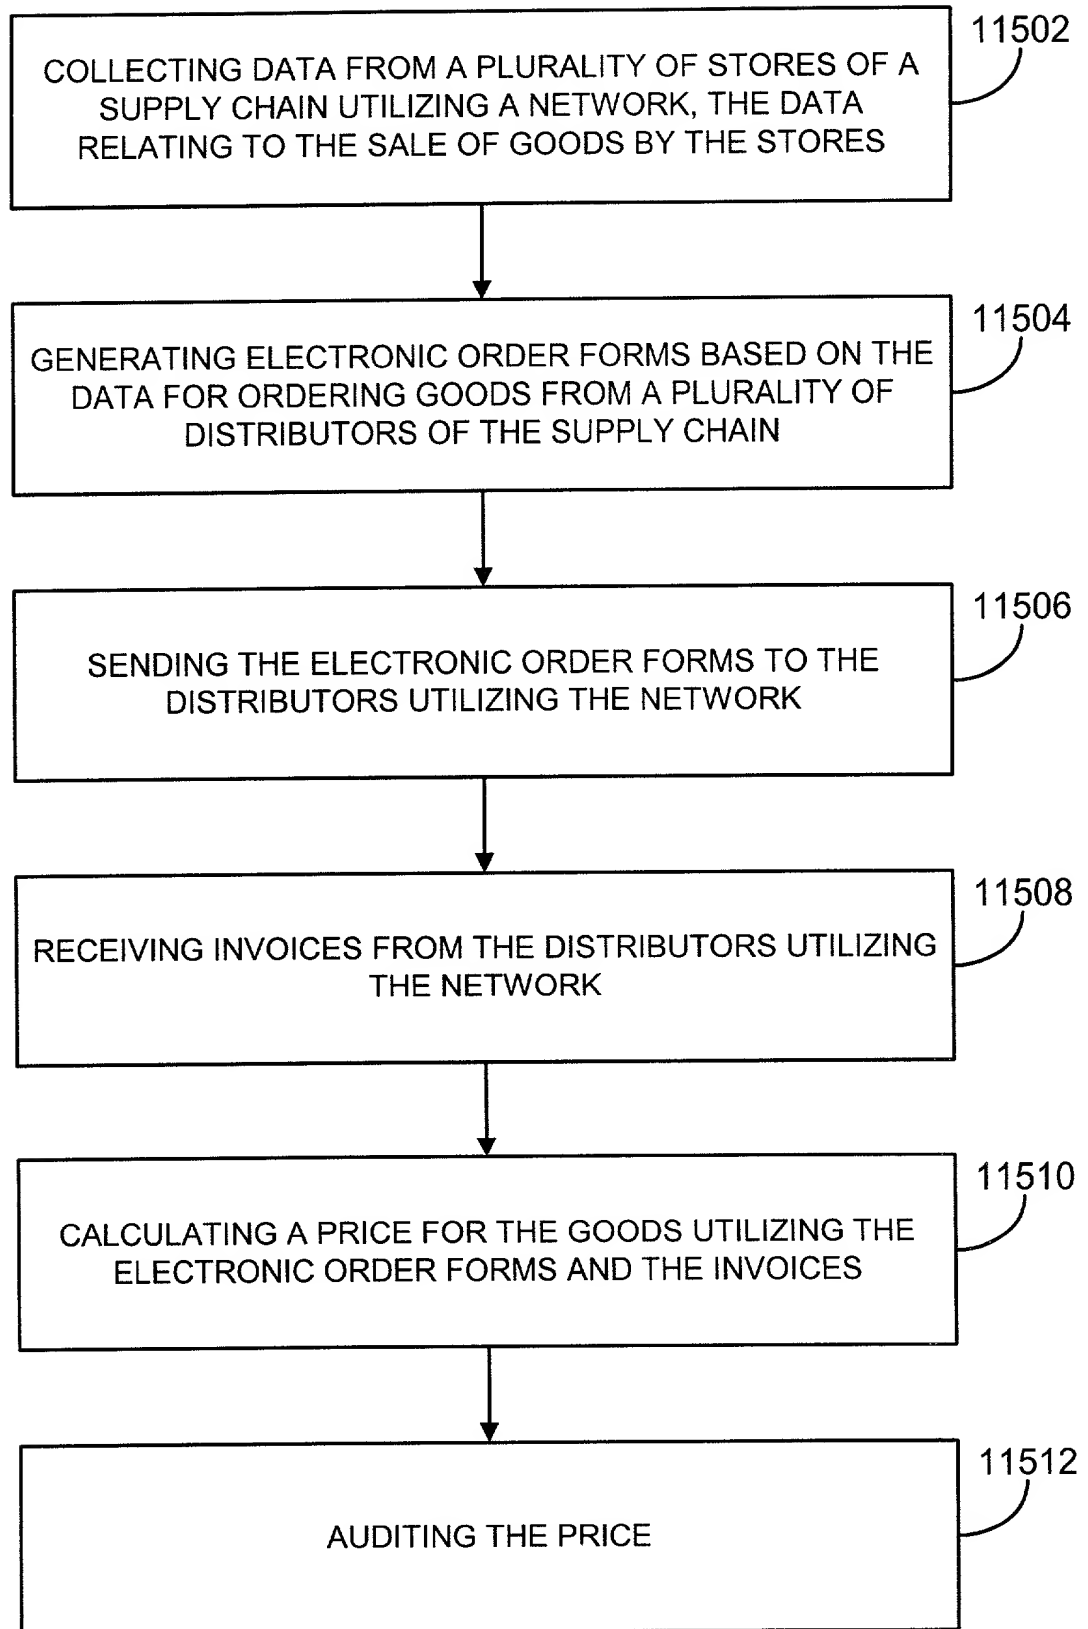 11502
COLLECTING DATA FROM A PLURALITY OF STORES OF A
SUPPLY CHAIN UTILIZING A NETWORK, THE DATA
RELATING TO THE SALE OF GOODS BY THE STORES
11504
GENERATING ELECTRONIC ORDER FORMS BASED ON THE
DATA FOR ORDERING GOODS FROM A PLURALITY OF
DISTRIBUTORS OF THE SUPPLY CHAIN
11506
SENDING THE ELECTRONIC ORDER FORMS TO THE
DISTRIBUTORS UTILIZING THE NETWORK
11508
RECEIVING INVOICES FROM THE DISTRIBUTORS UTILIZING
THE NETWORK
11510
CALCULATING A PRICE FOR THE GOODS UTILIZING THE
ELECTRONIC ORDER FORMS AND THE INVOICES
11512
AUDITING THE PRICE